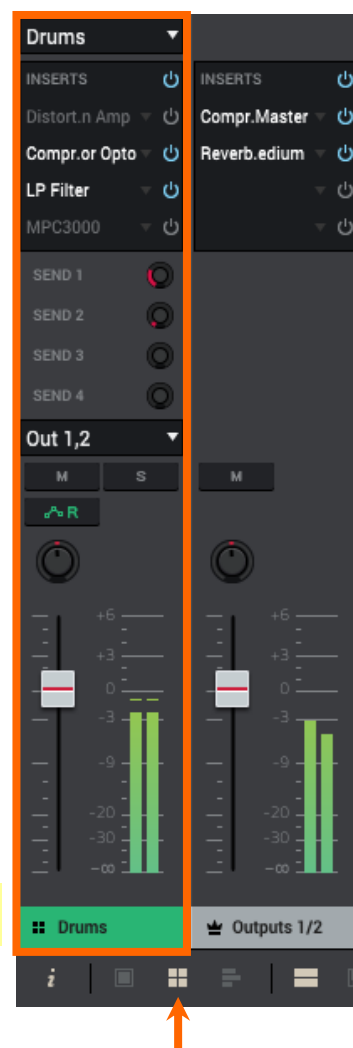 Drums
INSERTS
Distort.n Amp
Compr.or Opto
LP Filter
MPC3000
SEND 1
SEND 2
SEND 3
SEND 4
Out 1,2
M S
R
+6
+3
0
-3
-9
-20
-30
-∞
Drums
INSERTS
Compr.Master
Reverb.edium
M
+6
+3
0
-3
-9
-20
-30
-∞
Outputs 1/2
i